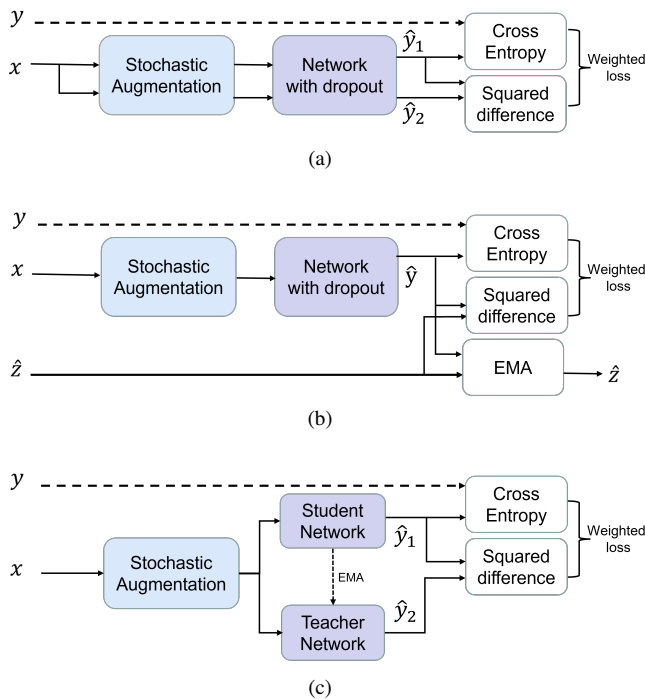 y
x
Stochastic
Augmentation
Network
with dropout
ŷ₁
ŷ₂
Cross
Entropy
Squared
difference
Weighted
loss
(a)
y
x
ẑ
Stochastic
Augmentation
Network
with dropout
ŷ
Cross
Entropy
Squared
difference
EMA
Weighted
loss
ẑ
(b)
y
x
Stochastic
Augmentation
Student
Network
EMA
Teacher
Network
ŷ₁
ŷ₂
Cross
Entropy
Squared
difference
Weighted
loss
(c)